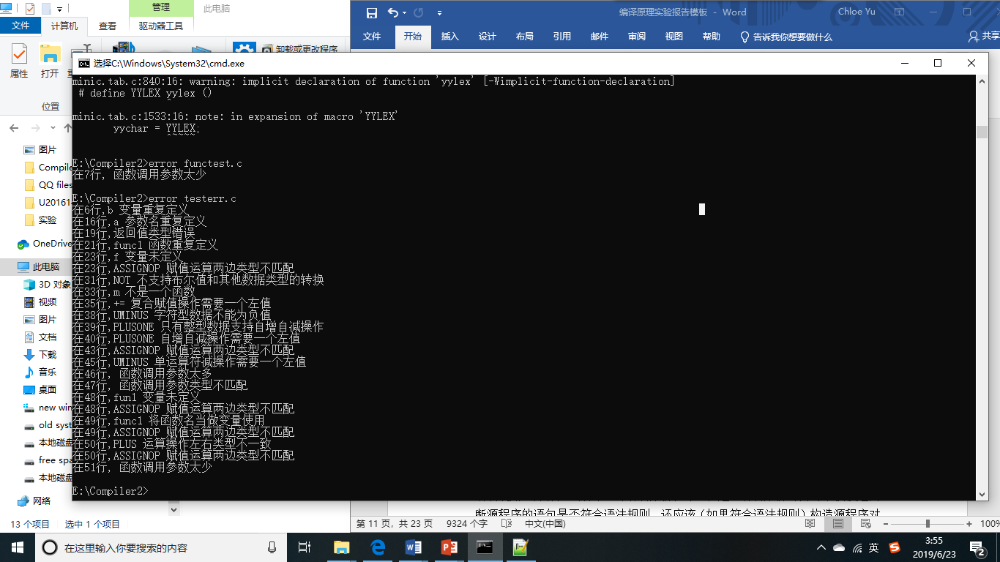 管理
此电脑
文件
计算机
查看
驱动器工具
属性
打开
卸载或更改程序
位置
编译原理实验报告模板 - Word
Chloe Yu
文件
开始
插入
设计
布局
引用
邮件
审阅
视图
帮助
告诉我你想要做什么
共享
选择C:\Windows\System32\cmd.exe
minic.tab.c:840:16: warning: implicit declaration of function 'yylex' [-Wimplicit-function-declaration]
# define YYLEX yylex ()
^
minic.tab.c:1533:16: note: in expansion of macro 'YYLEX'
yychar = YYLEX;
^~~~~
E:\Compiler2>error functest.c
在7行, 函数调用参数太少
E:\Compiler2>error testerr.c
在6行,b 变量重复定义
在16行,a 参数名重复定义
在19行,返回值类型错误
在21行,func1 函数重复定义
在23行,f 变量未定义
在23行,ASSIGNOP 赋值运算两边类型不匹配
在31行,NOT 不支持布尔值和其他数据类型的转换
在33行,m 不是一个函数
在35行,+= 复合赋值操作需要一个左值
在38行,UMINUS 字符型数据不能为负值
在39行,PLUSONE 只有整型数据支持自增自减操作
在40行,PLUSONE 自增自减操作需要一个左值
在43行,ASSIGNOP 赋值运算两边类型不匹配
在45行,UMINUS 单运算符减操作需要一个左值
在46行, 函数调用参数太多
在47行, 函数调用参数类型不匹配
在48行,fun1 变量未定义
在48行,ASSIGNOP 赋值运算两边类型不匹配
在49行,func1 将函数名当做变量使用
在49行,ASSIGNOP 赋值运算两边类型不匹配
在50行,PLUS 运算操作左右类型不一致
在50行,ASSIGNOP 赋值运算两边类型不匹配
在51行, 函数调用参数太少
E:\Compiler2>
图片
Compile
QQ files
U20161
实验
OneDrive
此电脑
3D 对象
视频
图片
文档
下载
音乐
桌面
new win
old syst
本地磁盘
free spa
本地磁盘
网络
13 个项目
选中 1 个项目
断源程序的语句是否符合语法规则，还应该（如果符合语法规则）构造源程序对
第 11 页，共 23 页
9324 个字
中文(中国)
100%
在这里输入你要搜索的内容
英
3:55
2019/6/23
2